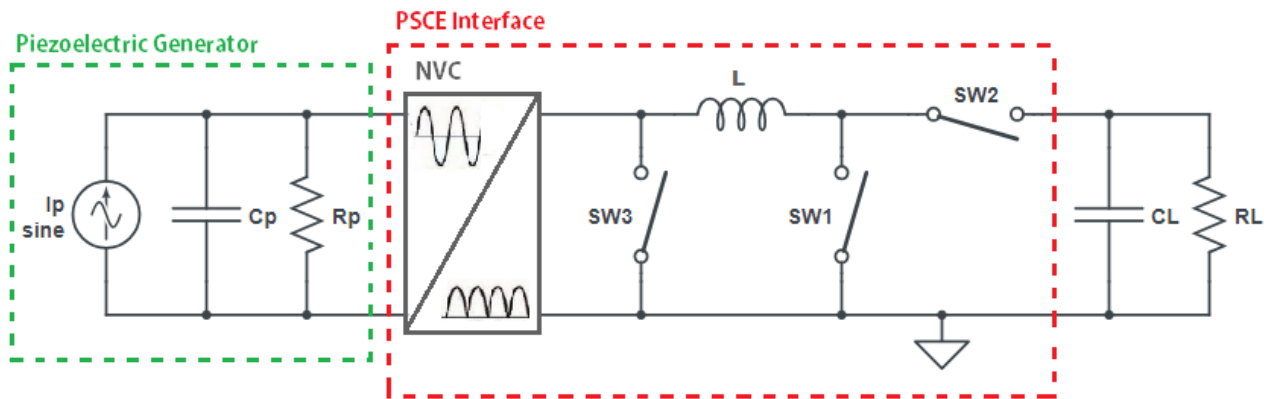 PSCE Interface
Piezoelectric Generator
NVC
L
SW2
Ip
sine
Cp
Rp
SW3
SW1
CL
RL